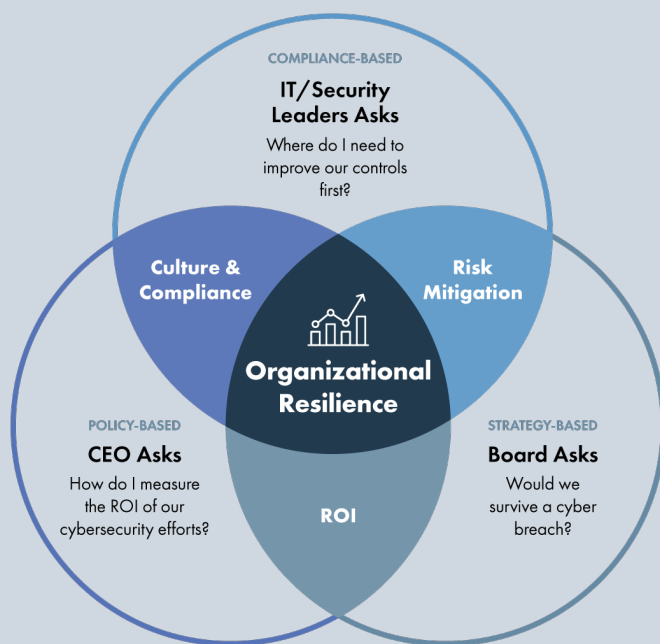 COMPLIANCE-BASED
IT/Security
Leaders Asks
Where do I need to
improve our controls
first?
Culture &
Compliance
Risk
Mitigation
Organizational
Resilience
POLICY-BASED
CEO Asks
How do I measure
the ROI of our
cybersecurity efforts?
STRATEGY-BASED
Board Asks
Would we
survive a cyber
breach?
ROI